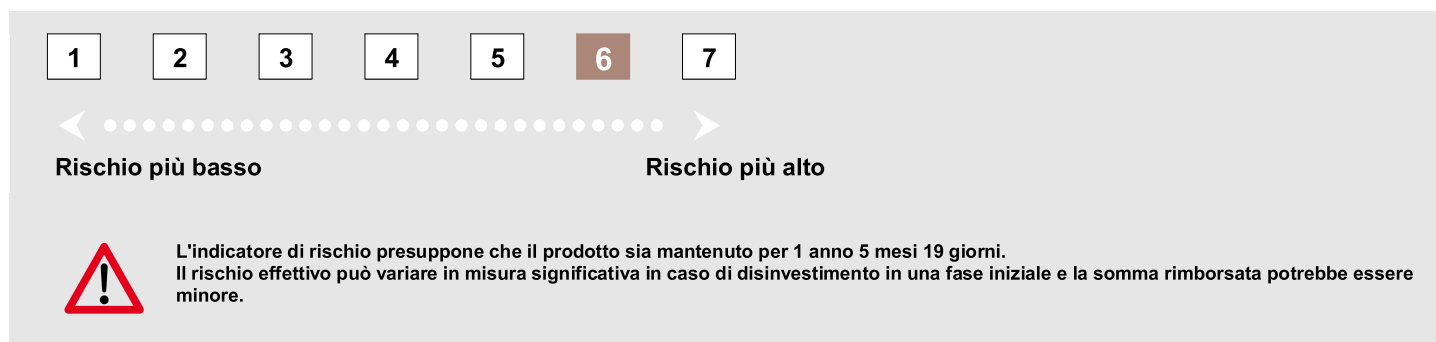 1 2 3 4 5 6 7
Rischio più basso Rischio più alto
L'indicatore di rischio presuppone che il prodotto sia mantenuto per 1 anno 5 mesi 19 giorni.
Il rischio effettivo può variare in misura significativa in caso di disinvestimento in una fase iniziale e la somma rimborsata potrebbe essere
minore.